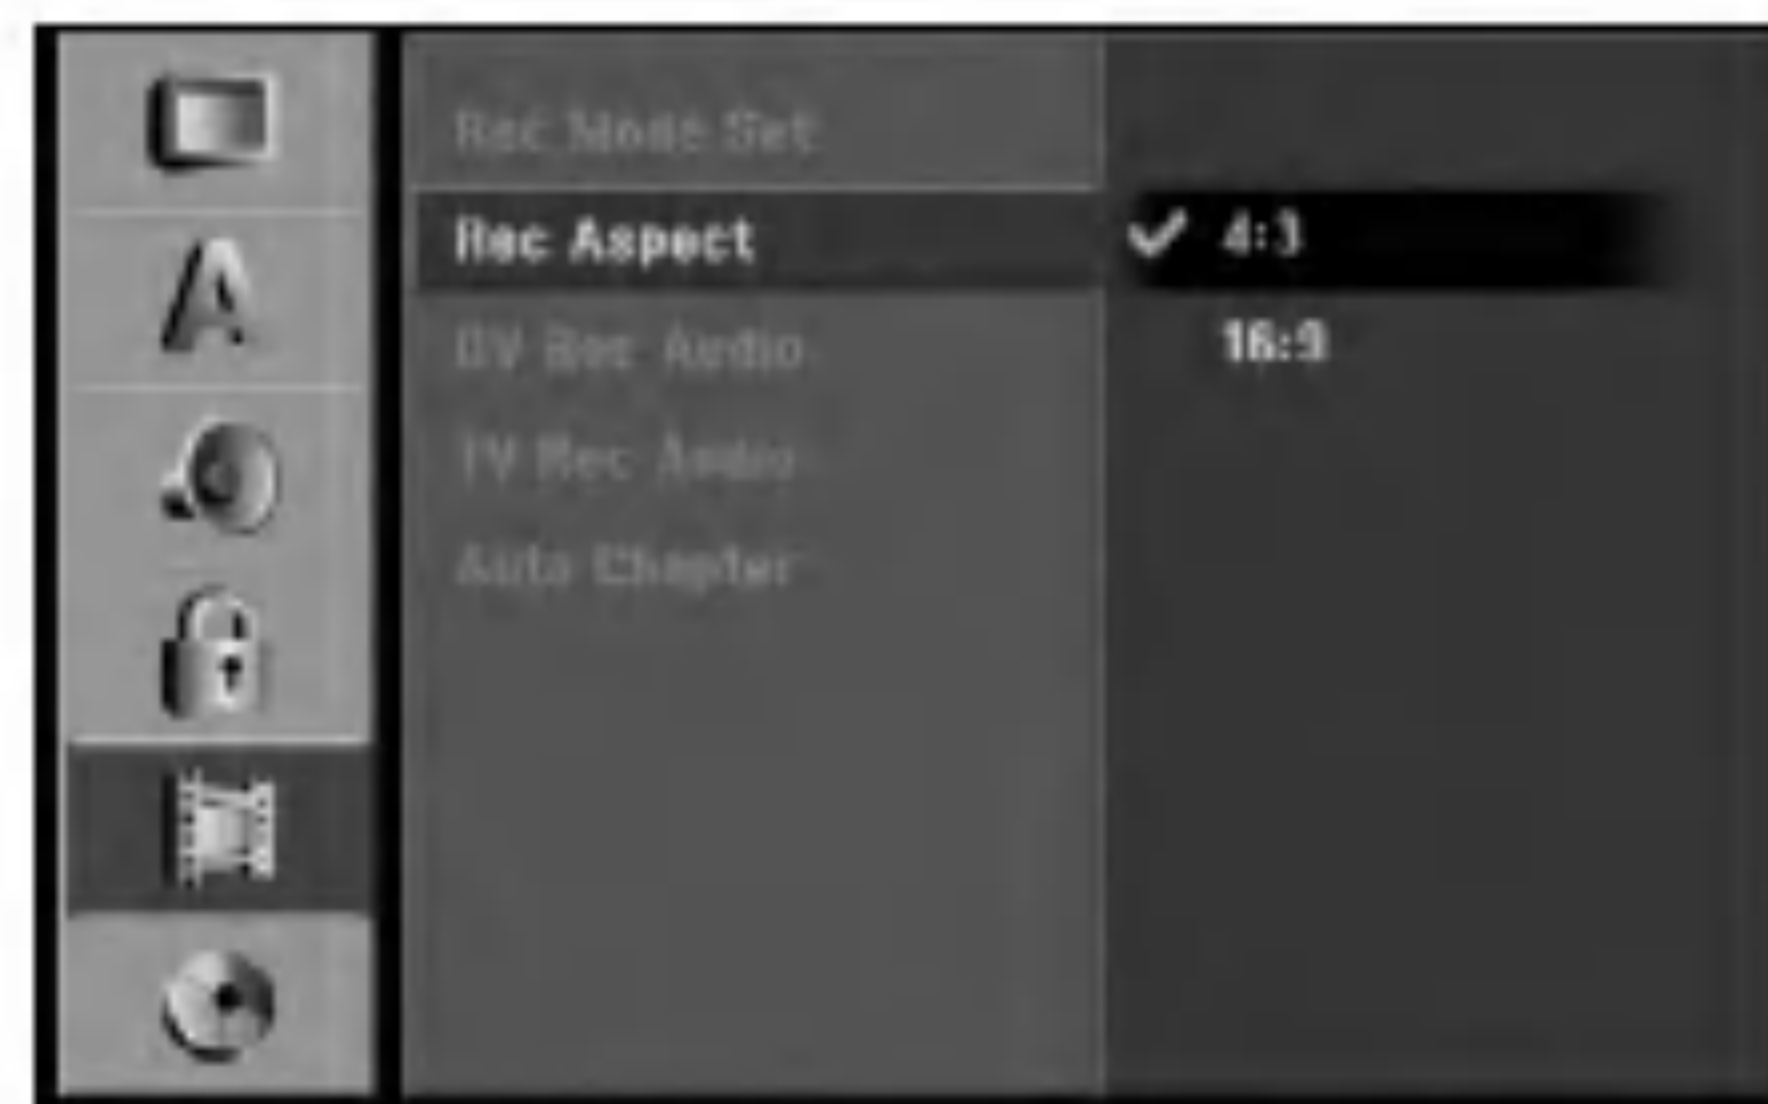 Rec Mode Set
Rec Aspect
DV Rec Audio
TV Rec Audio
Auto Chapter
4:3
16:9